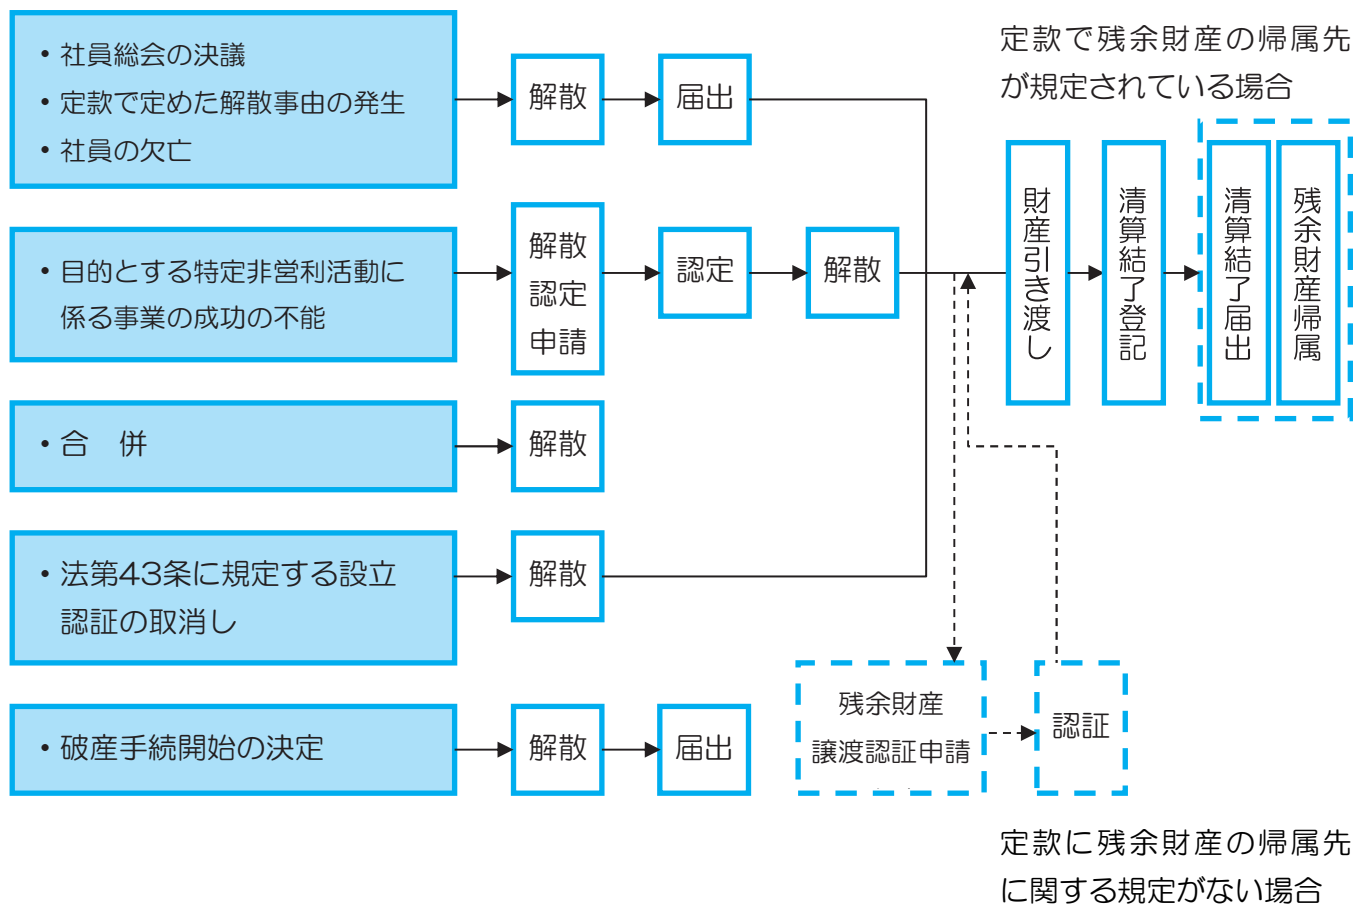 ・社員総会の決議
・定款で定めた解散事由の発生
・社員の欠亡
解散
届出
定款で残余財産の帰属先
が規定されている場合
・目的とする特定非営利活動に
係る事業の成功の不能
解散
認定
申請
認定
解散
財産引き渡し
清算結了登記
清算結了届出
残余財産帰属
・合　併
解散
・法第43条に規定する設立
認証の取消し
解散
・破産手続開始の決定
解散
届出
残余財産
譲渡認証申請
認証
定款に残余財産の帰属先
に関する規定がない場合